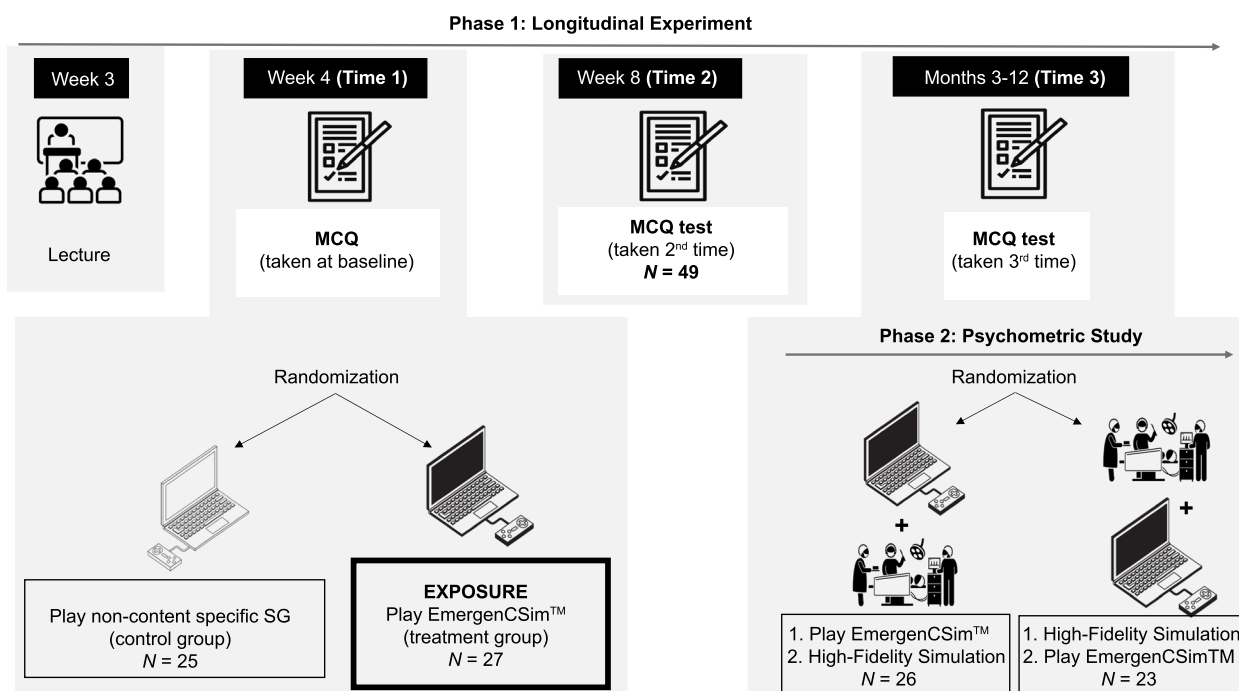 Phase 1: Longitudinal Experiment
Week 3
Week 4 (Time 1)
Week 8 (Time 2)
Months 3-12 (Time 3)
Lecture
MCQ
(taken at baseline)
MCQ test
(taken 2nd time)
N = 49
MCQ test
(taken 3rd time)
Randomization
Play non-content specific SG
(control group)
N = 25
EXPOSURE
Play EmergenCSim™
(treatment group)
N = 27
Phase 2: Psychometric Study
Randomization
+
+
1. Play EmergenCSim™
2. High-Fidelity Simulation
N = 26
1. High-Fidelity Simulation
2. Play EmergenCSimTM
N = 23